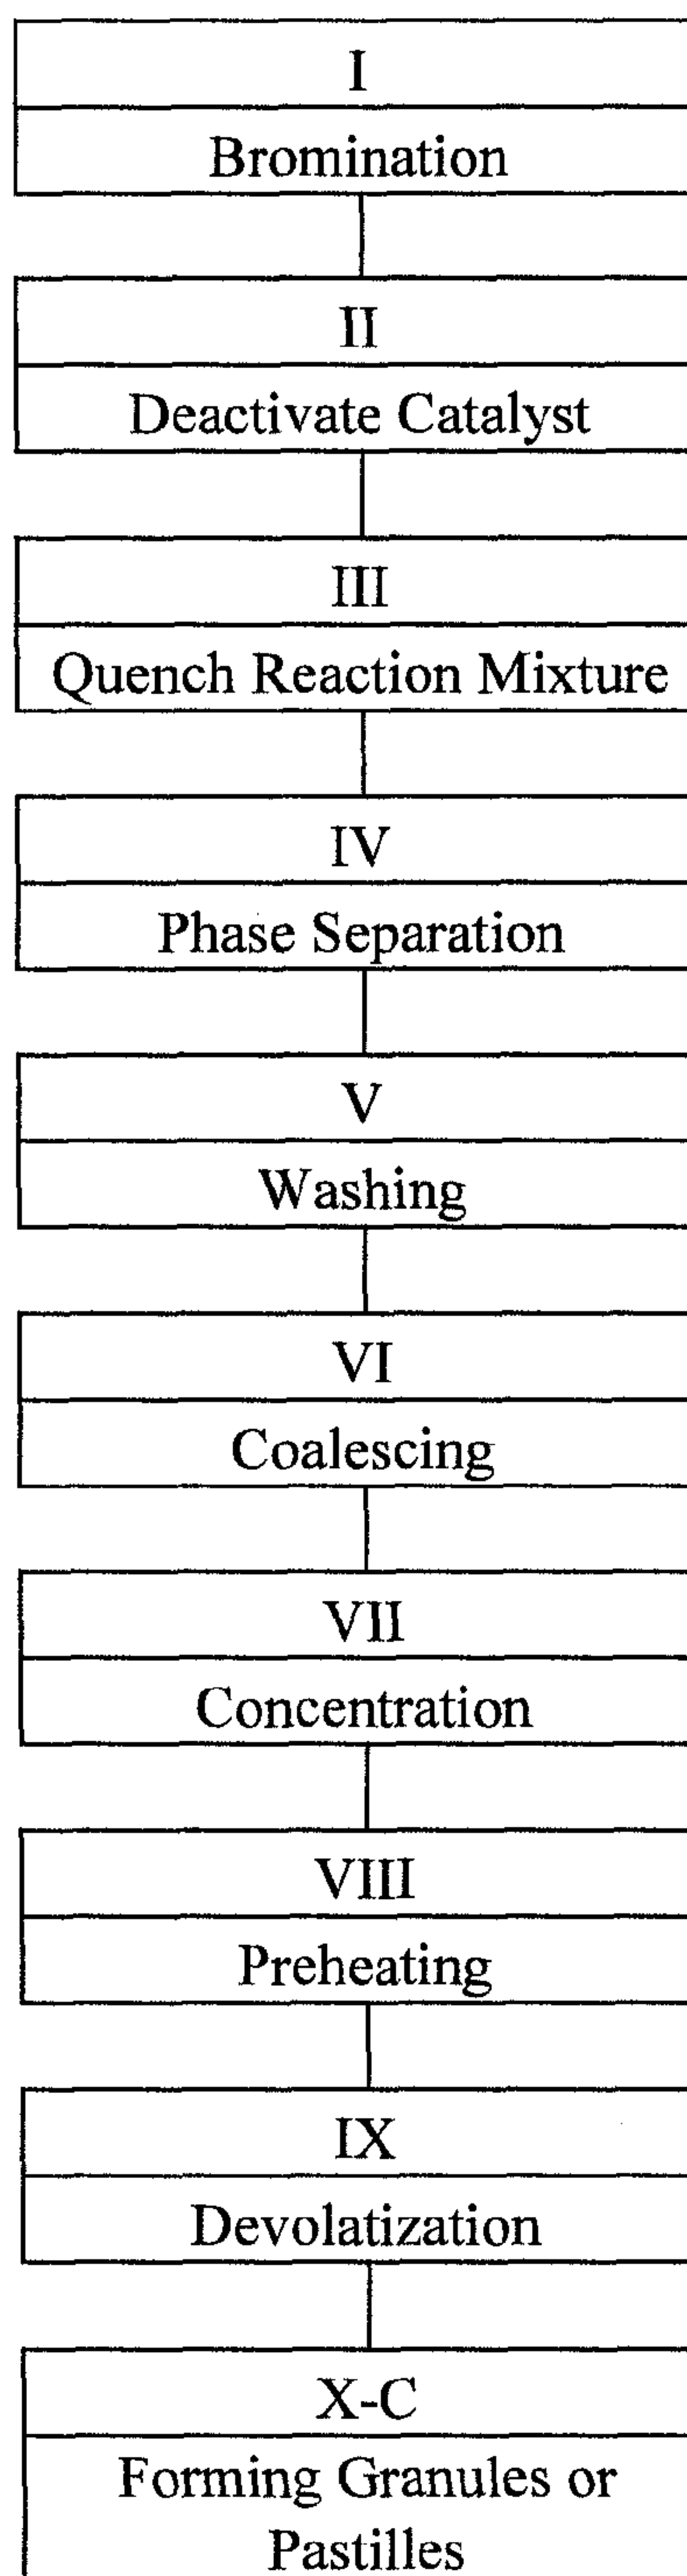 I
Bromination
II
Deactivate Catalyst
III
Quench Reaction Mixture
IV
Phase Separation
V
Washing
VI
Coalescing
VII
Concentration
VIII
Preheating
IX
Devolatization
X-C
Forming Granules or
Pastilles